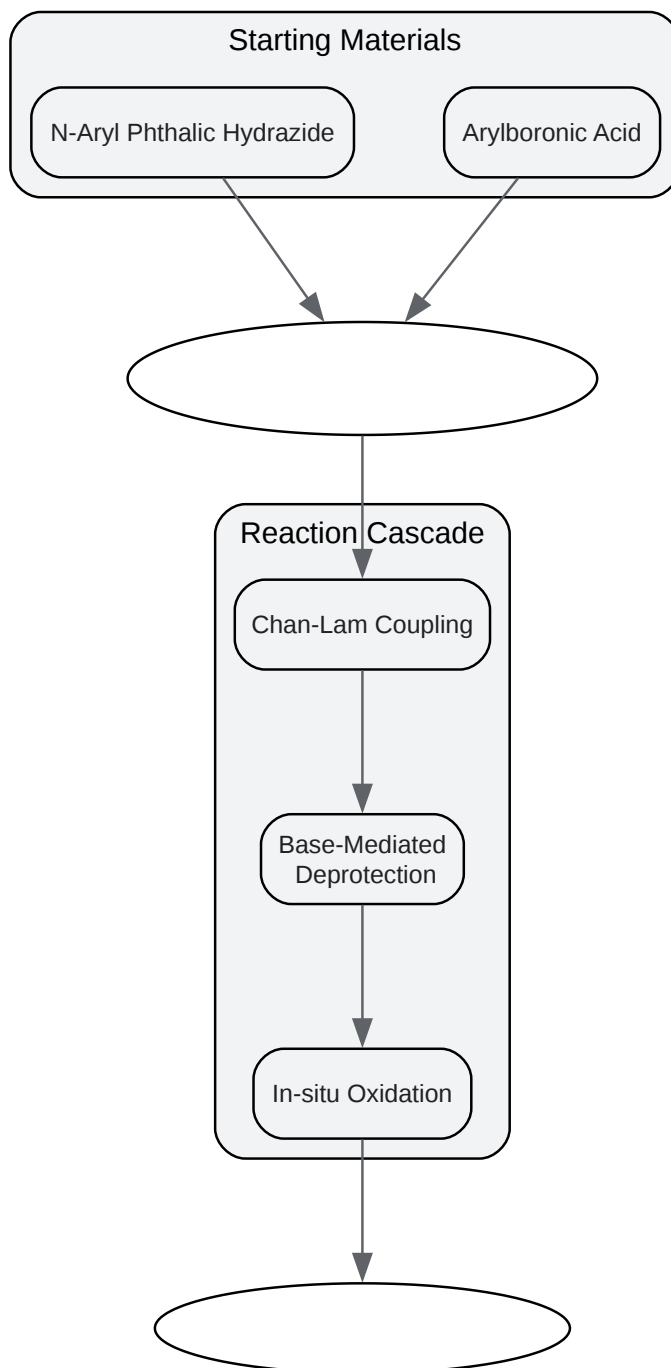 Starting Materials
N-Aryl Phthalic Hydrazide
Arylboronic Acid
Reaction Cascade
Chan-Lam Coupling
Base-Mediated
Deprotection
In-situ Oxidation